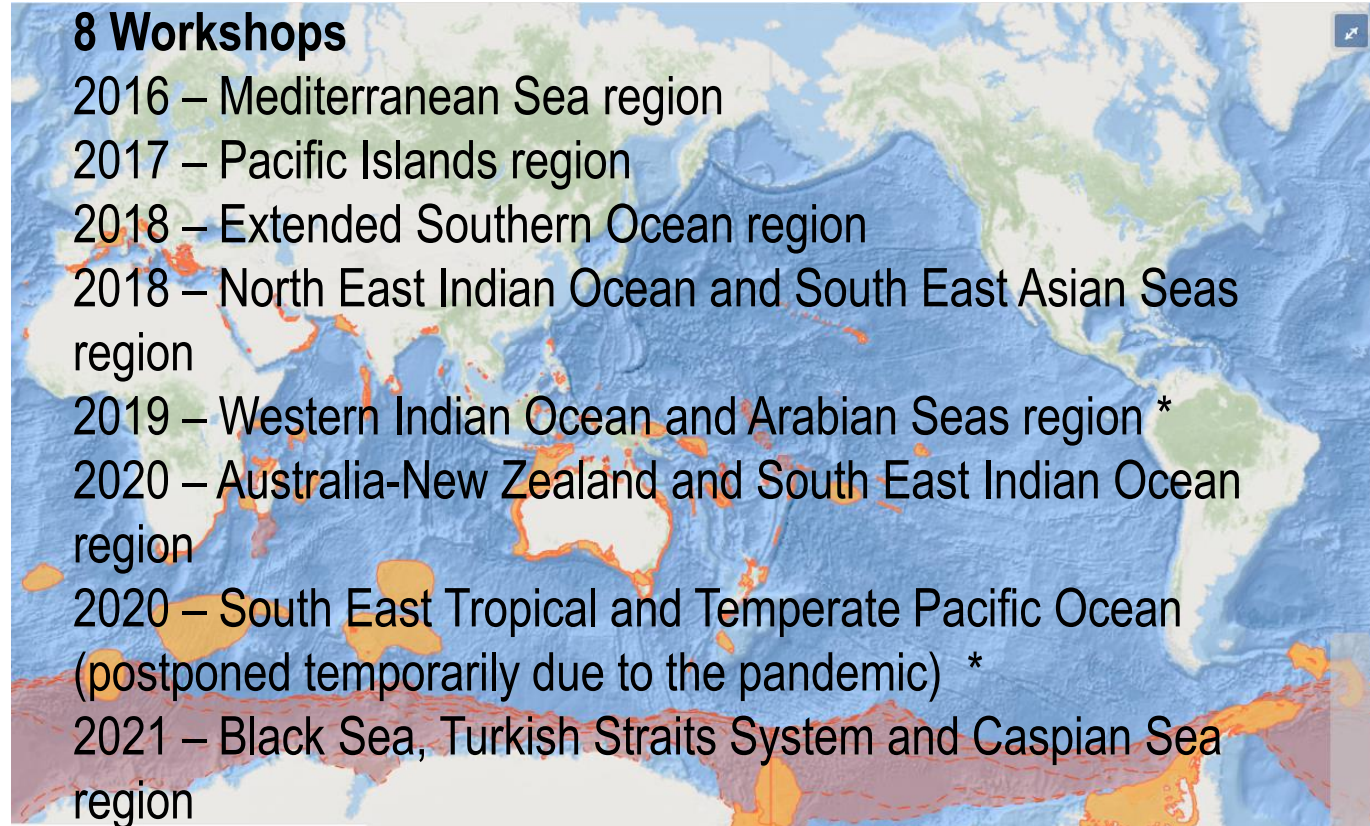 8 Workshops
2016 – Mediterranean Sea region
2017 – Pacific Islands region
2018 – Extended Southern Ocean region
2018 – North East Indian Ocean and South East Asian Seas
region
2019 – Western Indian Ocean and Arabian Seas region *
2020 – Australia-New Zealand and South East Indian Ocean
region
2020 – South East Tropical and Temperate Pacific Ocean
(postponed temporarily due to the pandemic) *
2021 – Black Sea, Turkish Straits System and Caspian Sea
region